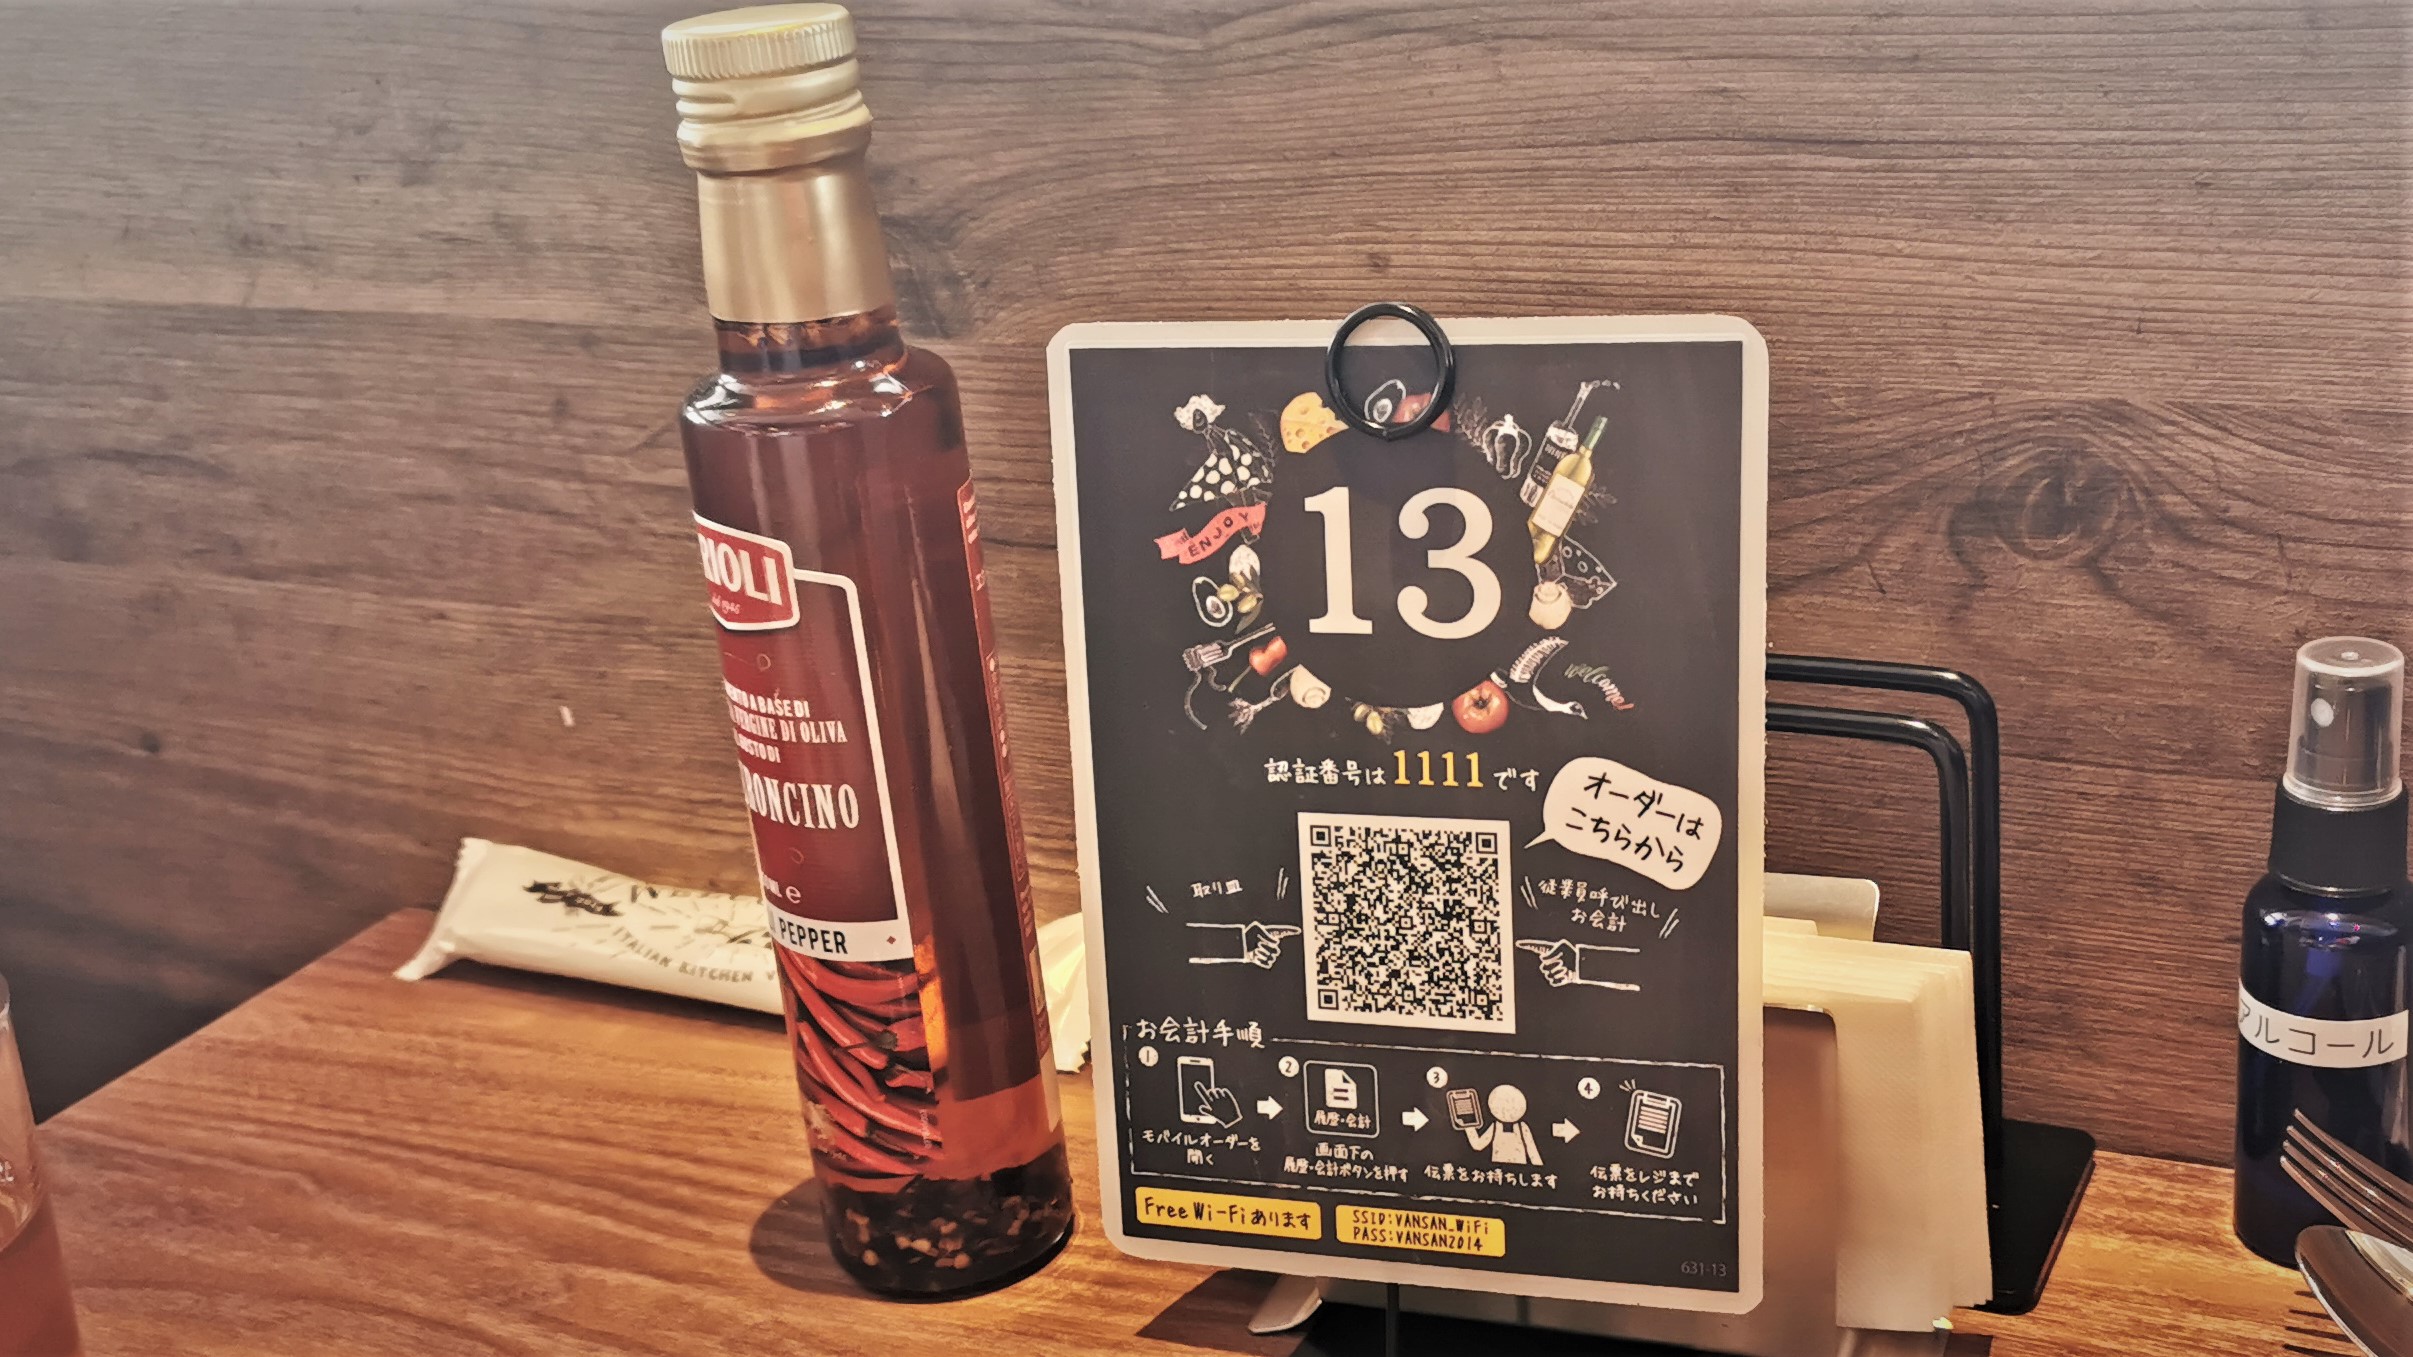 RIOLI
dal 1946
A BASE DI
VERGINE DI OLIVA
GUSTO DI
RONCINO
e
PEPPER
ITALIAN KITCHEN V
13
ENJOY
welcome!
認証番号は 1111 です
オーダーは
こちらから
取り皿
従業員呼び出し
お会計
お会計手順
1
モバイルオーダーを
開く
2
履歴・会計
画面下の
履歴・会計ボタンを押す
3
伝票をお持ちします
4
伝票をレジまで
お持ちください
Free Wi-Fiあります
SSID:VANSAN_WiFi
PASS:VANSAN2014
631-13
アルコール